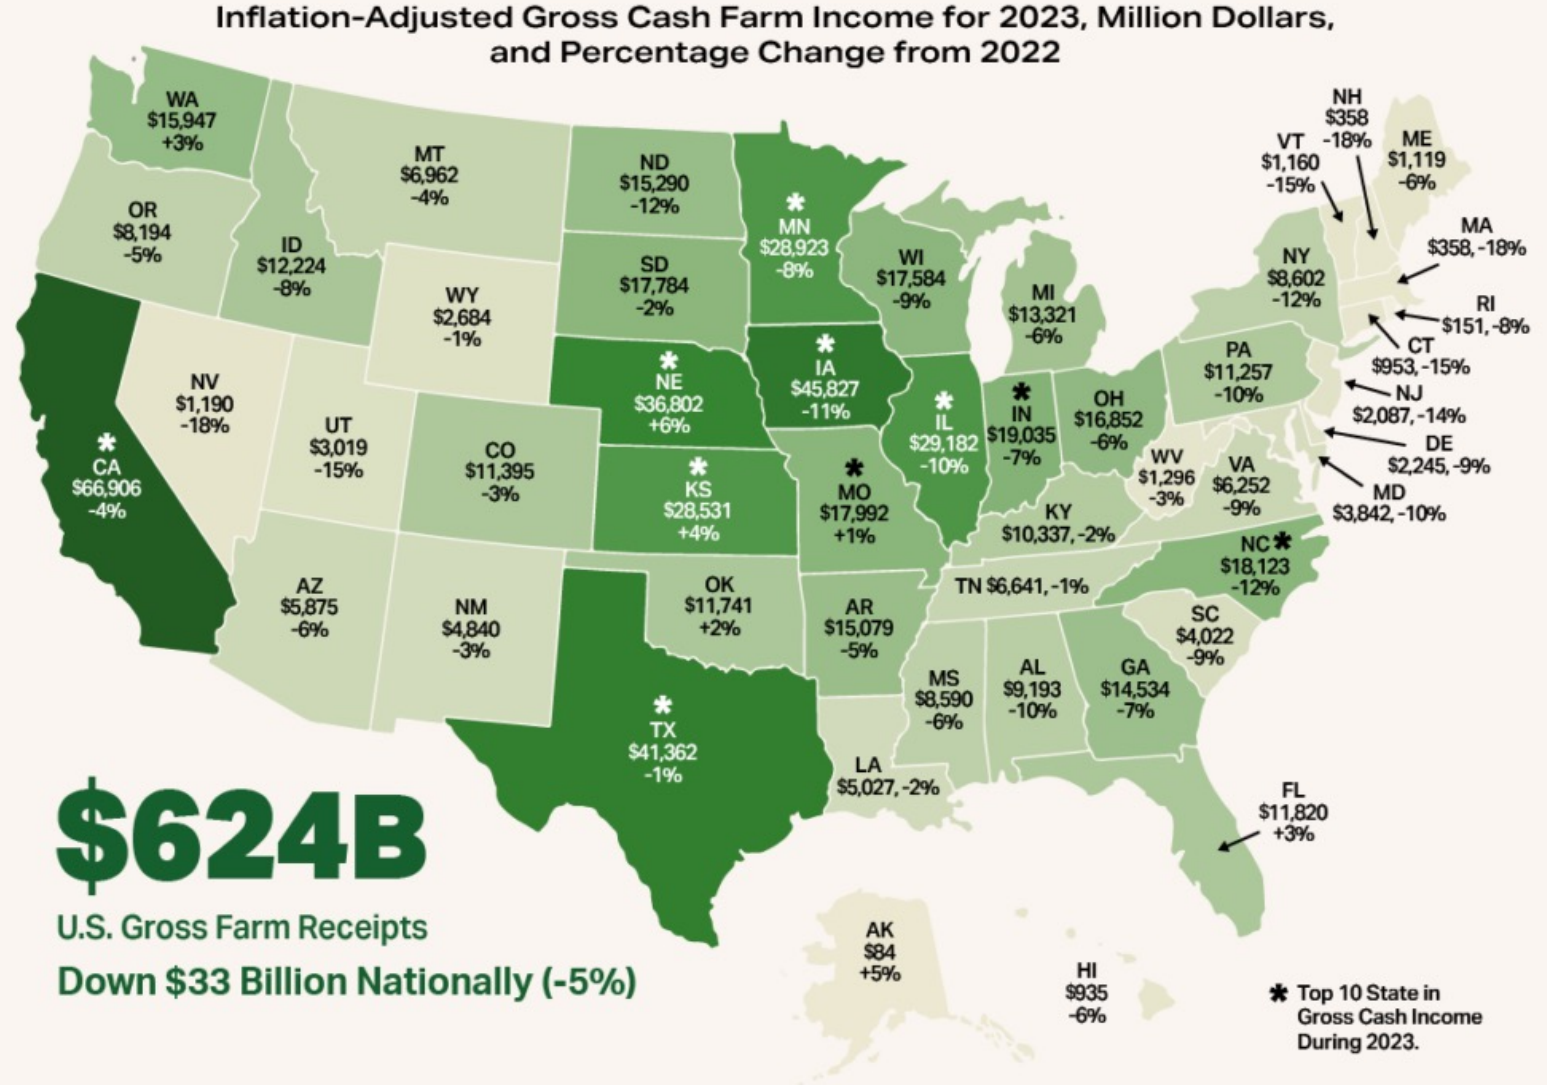 Inflation-Adjusted Gross Cash Farm Income for 2023, Million Dollars,
and Percentage Change from 2022
WA
$15,947
+3%
OR
$8,194
-5%
ID
$12,224
-8%
MT
$6,962
-4%
WY
$2,684
-1%
NV
$1,190
-18%
UT
$3,019
-15%
CO
$11,395
-3%
*
CA
$66,906
-4%
AZ
$5,875
-6%
NM
$4,840
-3%
ND
$15,290
-12%
SD
$17,784
-2%
*
NE
$36,802
+6%
*
KS
$28,531
+4%
OK
$11,741
+2%
*
TX
$41,362
-1%
*
MN
$28,923
-8%
*
IA
$45,827
-11%
*
MO
$17,992
+1%
AR
$15,079
-5%
LA
$5,027, -2%
WI
$17,584
-9%
*
IL
$29,182
-10%
MI
$13,321
-6%
*
IN
$19,035
-7%
OH
$16,852
-6%
KY
$10,337, -2%
TN $6,641, -1%
MS
$8,590
-6%
AL
$9,193
-10%
GA
$14,534
-7%
FL
$11,820
+3%
SC
$4,022
-9%
NC*
$18,123
-12%
VA
$6,252
-9%
WV
$1,296
-3%
PA
$11,257
-10%
NY
$8,602
-12%
VT
$1,160
-15%
NH
$358
-18%
ME
$1,119
-6%
MA
$358, -18%
RI
$151, -8%
CT
$953, -15%
NJ
$2,087, -14%
DE
$2,245, -9%
MD
$3,842, -10%
AK
$84
+5%
HI
$935
-6%
$624B
U.S. Gross Farm Receipts
Down $33 Billion Nationally (-5%)
* Top 10 State in
Gross Cash Income
During 2023.